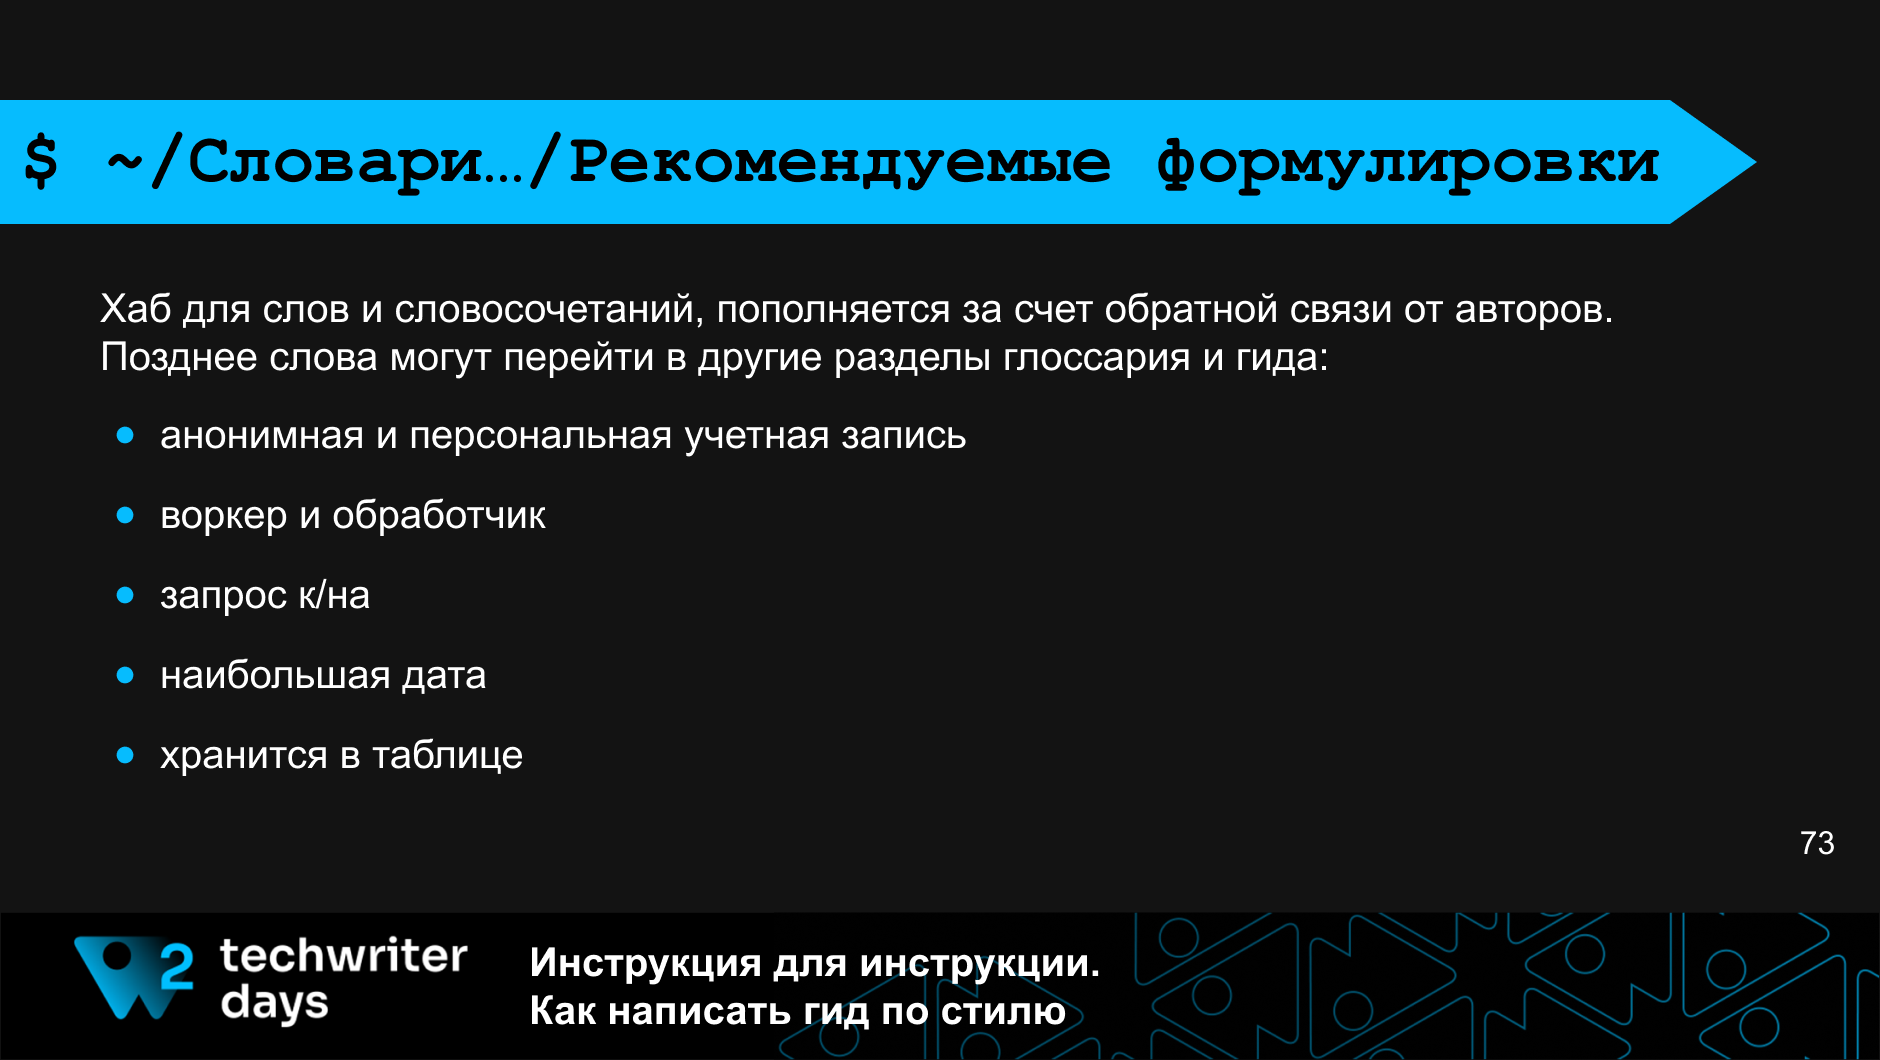 $ ~/Словари…/Рекомендуемые формулировки
Хаб для слов и словосочетаний, пополняется за счет обратной связи от авторов.
Позднее слова могут перейти в другие разделы глоссария и гида:
● анонимная и персональная учетная запись
● воркер и обработчик
● запрос к/на
● наибольшая дата
● хранится в таблице
73
2 techwriter
days
Инструкция для инструкции.
Как написать гид по стилю